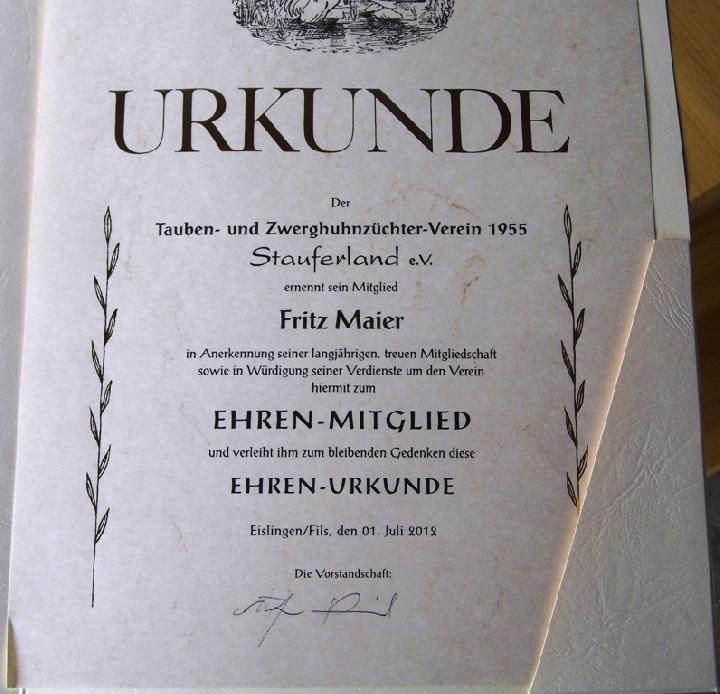 URKUNDE
Der
Tauben- und Zwerghuhnzüchter-Verein 1955
Stauferland e.V.
ernennt sein Mitglied
Fritz Maier
in Anerkennung seiner langjährigen, treuen Mitgliedschaft
sowie in Würdigung seiner Verdienste um den Verein
hiermit zum
EHREN-MITGLIED
und verleiht ihm zum bleibenden Gedenken diese
EHREN-URKUNDE
Eislingen/Fils, den 01. Juli 2012
Die Vorstandschaft: